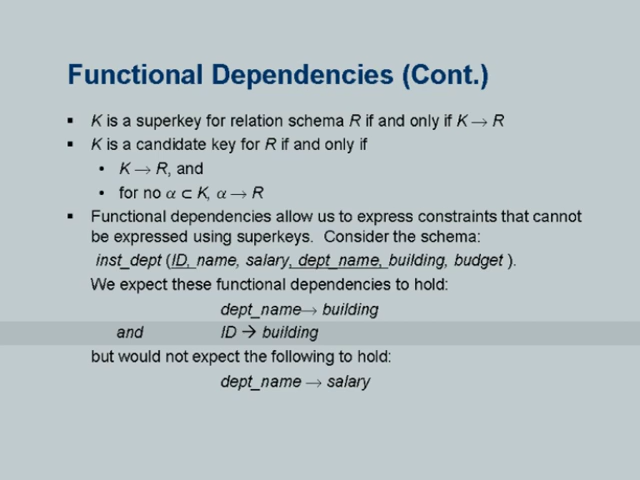 Functional Dependencies (Cont.)
▪ K is a superkey for relation schema R if and only if K → R
▪ K is a candidate key for R if and only if
• K → R, and
• for no α ⊂ K, α → R
▪ Functional dependencies allow us to express constraints that cannot
be expressed using superkeys. Consider the schema:
inst_dept (ID, name, salary, dept_name, building, budget ).
We expect these functional dependencies to hold:
dept_name→ building
and ID → building
but would not expect the following to hold:
dept_name → salary